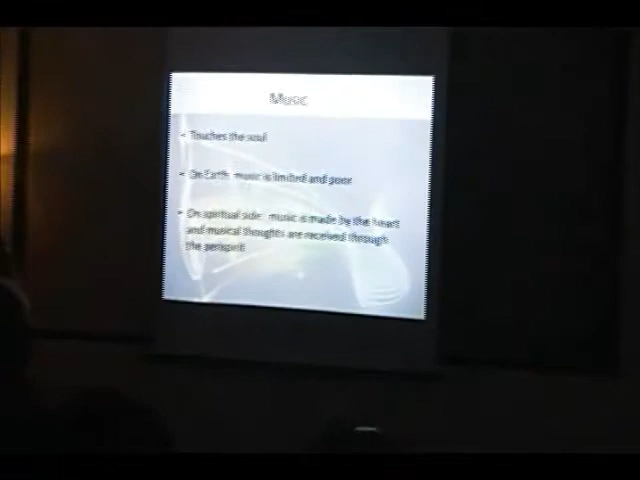 Music
• Touches the soul
• On Earth: music is limited and poor
• On spiritual side: music is made by the heart
and musical thoughts are received through
the perispirit